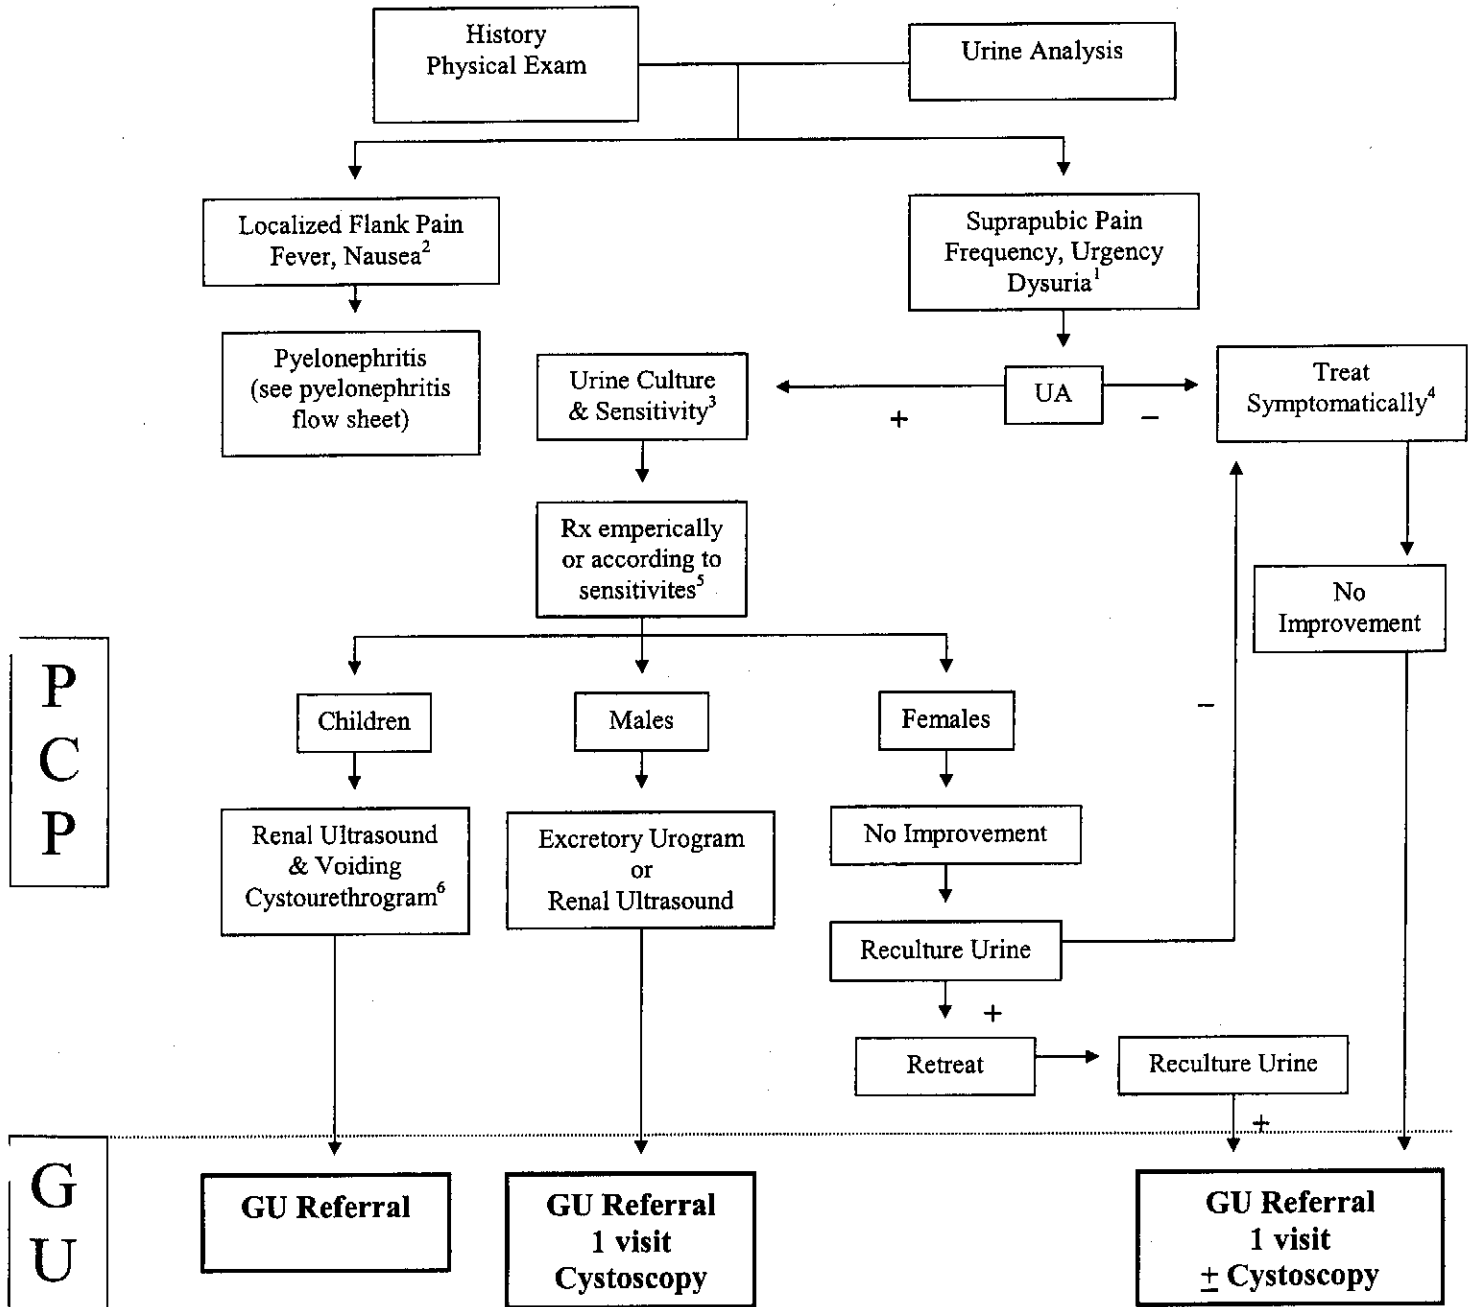 History
Physical Exam
Urine Analysis
Localized Flank Pain
Fever, Nausea²
Suprapubic Pain
Frequency, Urgency
Dysuria¹
Pyelonephritis
(see pyelonephritis
flow sheet)
Urine Culture
& Sensitivity³
+
UA
−
Treat
Symptomatically⁴
Rx emperically
or according to
sensitivites⁵
No
Improvement
P
C
P
Children
Males
Females
−
Renal Ultrasound
& Voiding
Cystourethrogram⁶
Excretory Urogram
or
Renal Ultrasound
No Improvement
Reculture Urine
+
Retreat
Reculture Urine
+
G
U
GU Referral
GU Referral
1 visit
Cystoscopy
GU Referral
1 visit
± Cystoscopy